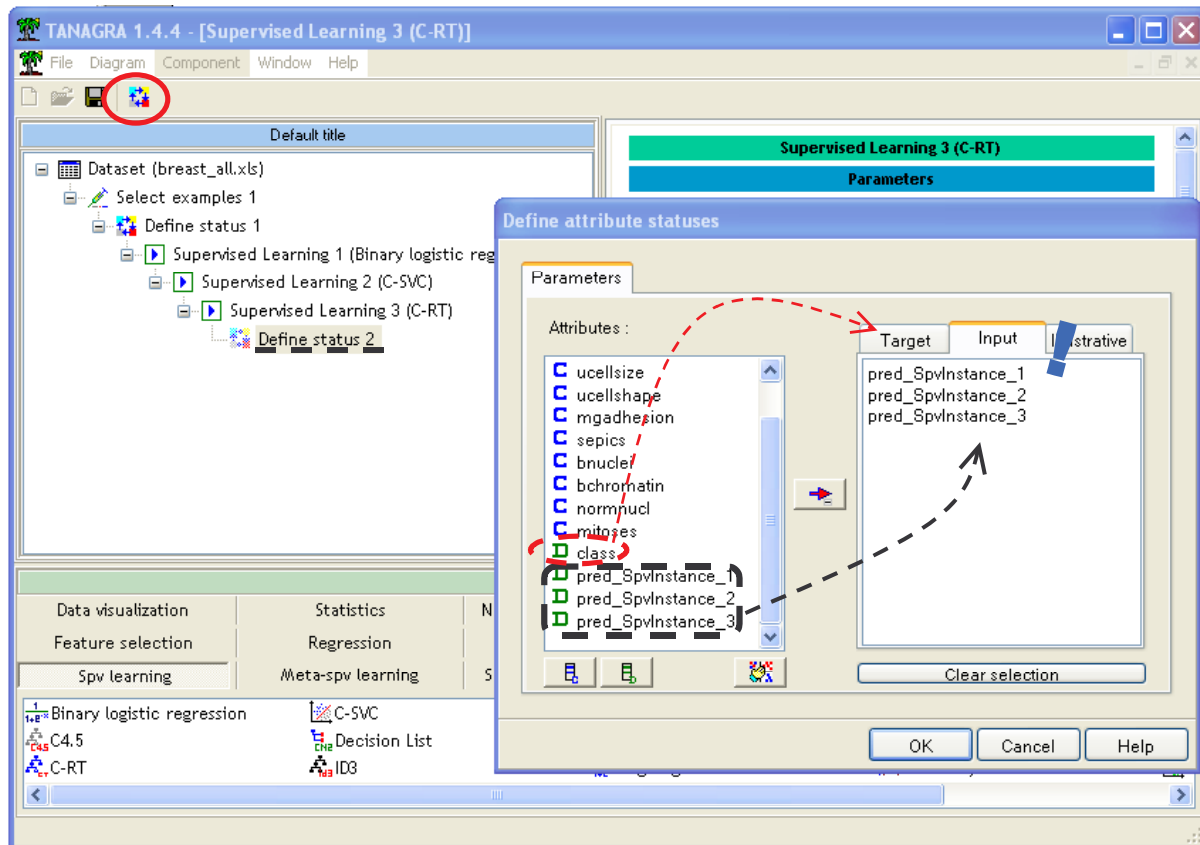 TANAGRA 1.4.4 - [Supervised Learning 3 (C-RT)]
File Diagram Component Window Help
Default title
Dataset (breast_all.xls)
Select examples 1
Define status 1
Supervised Learning 1 (Binary logistic reg
Supervised Learning 2 (C-SVC)
Supervised Learning 3 (C-RT)
Define status 2
Supervised Learning 3 (C-RT)
Parameters
Define attribute statuses
Parameters
Attributes :
ucellsize
ucellshape
mgadhesion
sepics
bnuclei
bchromatin
normnucl
mitoses
class
pred_SpvInstance_1
pred_SpvInstance_2
pred_SpvInstance_3
Target Input
pred_SpvInstance_1
pred_SpvInstance_2
pred_SpvInstance_3
Clear selection
OK Cancel Help
Data visualization Statistics N
Feature selection Regression
Spv learning Meta-spv learning S
Binary logistic regression C-SVC
C4.5 Decision List
C-RT ID3